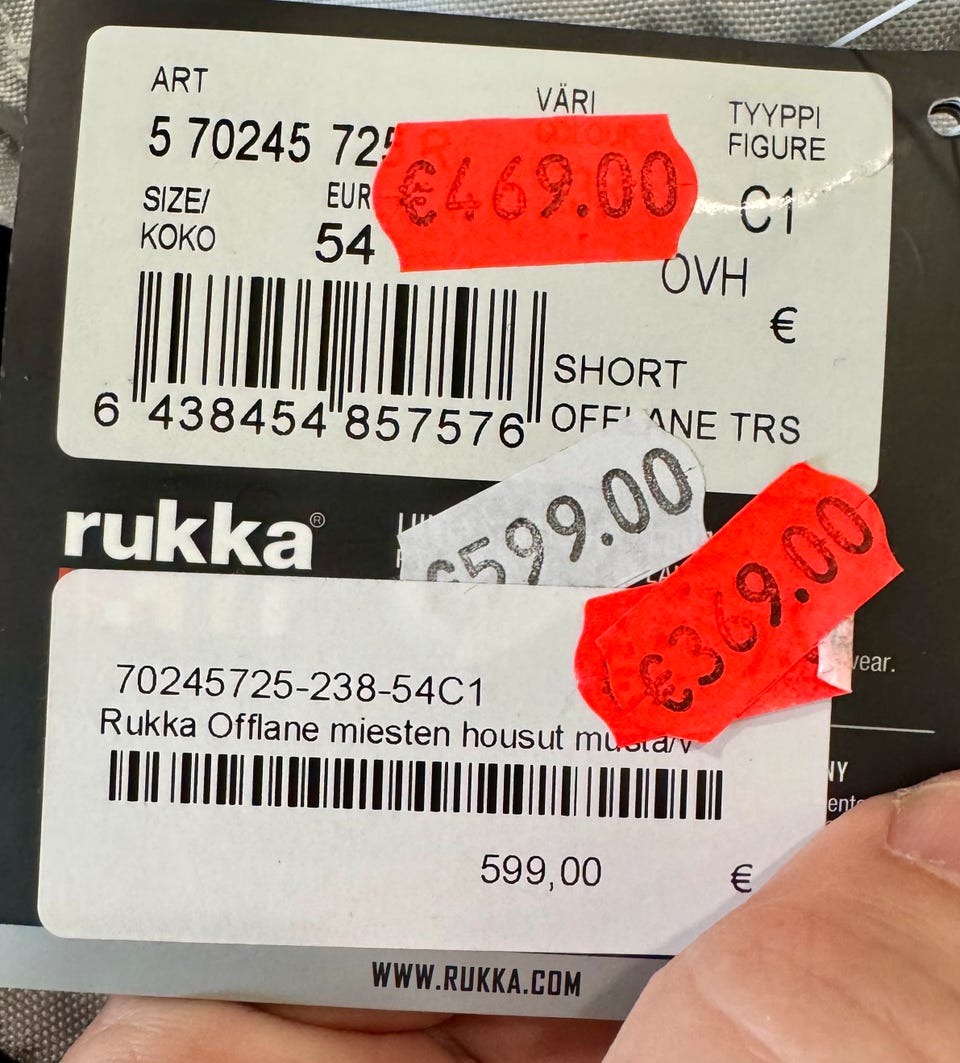 ART
VÄRI
TYYPPI
FIGURE
5 70245 725
€469.00
SIZE/
KOKO
EUR
54
C1
OVH
€
SHORT
OFFLANE TRS
6 438454 857576
rukka®
€599.00
€369.00
wear.
70245725-238-54C1
Rukka Offlane miesten housut musta/v
599,00
€
WWW.RUKKA.COM